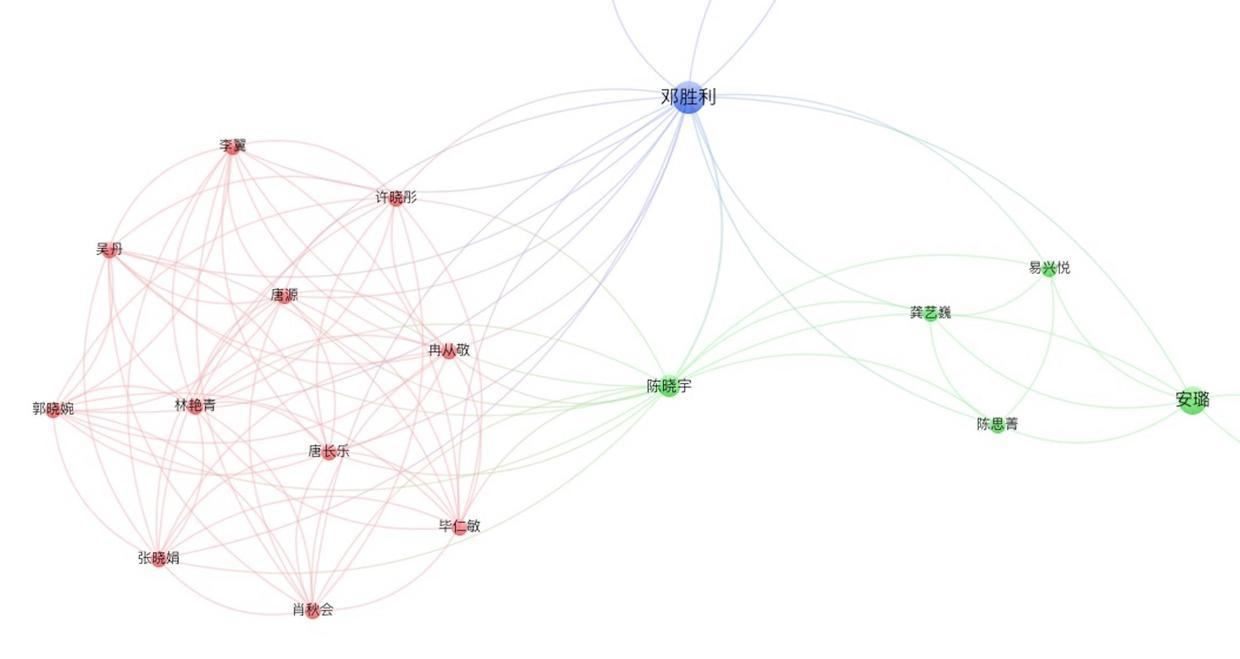 邓胜利
李翼
许晓彤
吴丹
易兴悦
唐源
龚艺巍
冉从敬
陈晓宇
安璐
郭晓婉
林艳青
陈思菁
唐长乐
毕仁敏
张晓娟
肖秋会